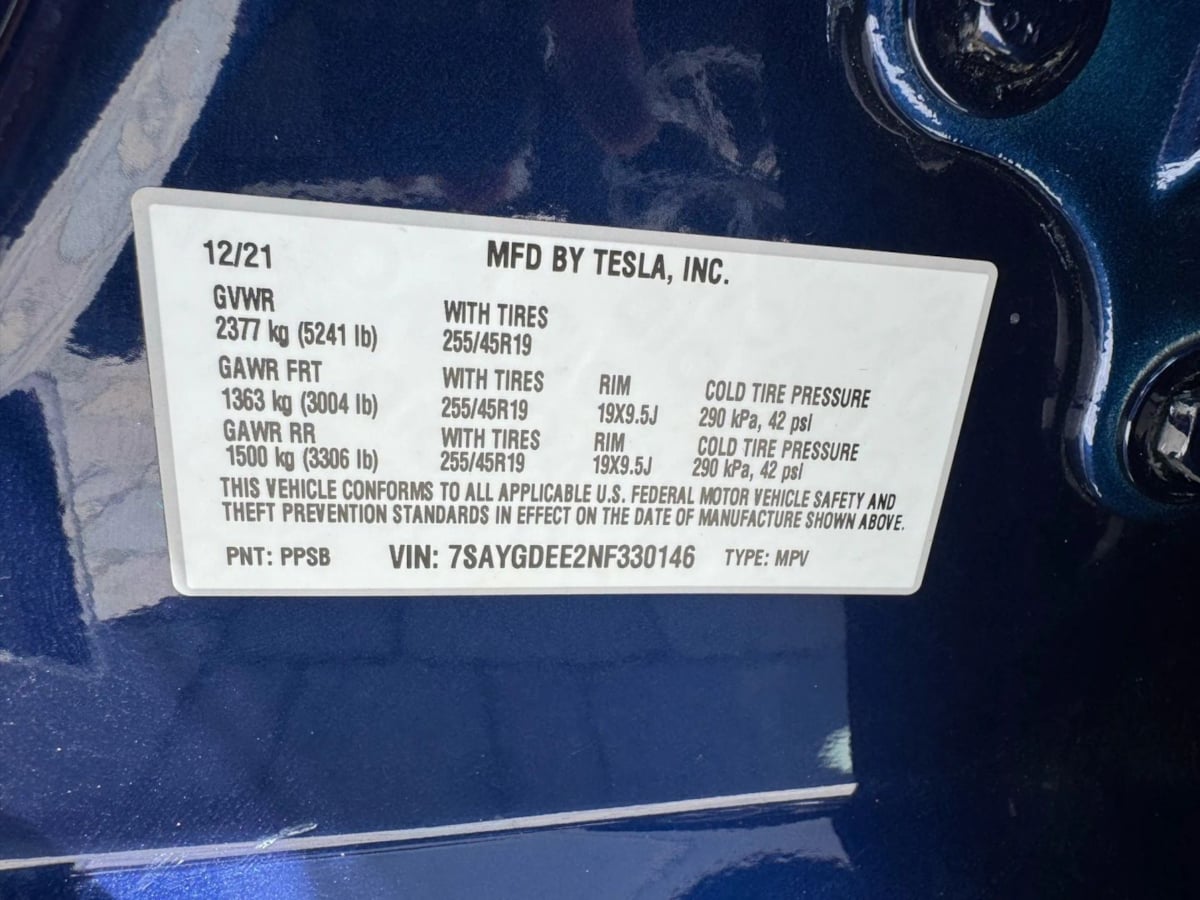 12/21 MFD BY TESLA, INC.
GVWR WITH TIRES
2377 kg (5241 lb) 255/45R19
GAWR FRT WITH TIRES RIM COLD TIRE PRESSURE
1363 kg (3004 lb) 255/45R19 19X9.5J 290 kPa, 42 psi
GAWR RR WITH TIRES RIM COLD TIRE PRESSURE
1500 kg (3306 lb) 255/45R19 19X9.5J 290 kPa, 42 psi
THIS VEHICLE CONFORMS TO ALL APPLICABLE U.S. FEDERAL MOTOR VEHICLE SAFETY AND
THEFT PREVENTION STANDARDS IN EFFECT ON THE DATE OF MANUFACTURE SHOWN ABOVE.
PNT: PPSB VIN: 7SAYGDEE2NF330146 TYPE: MPV